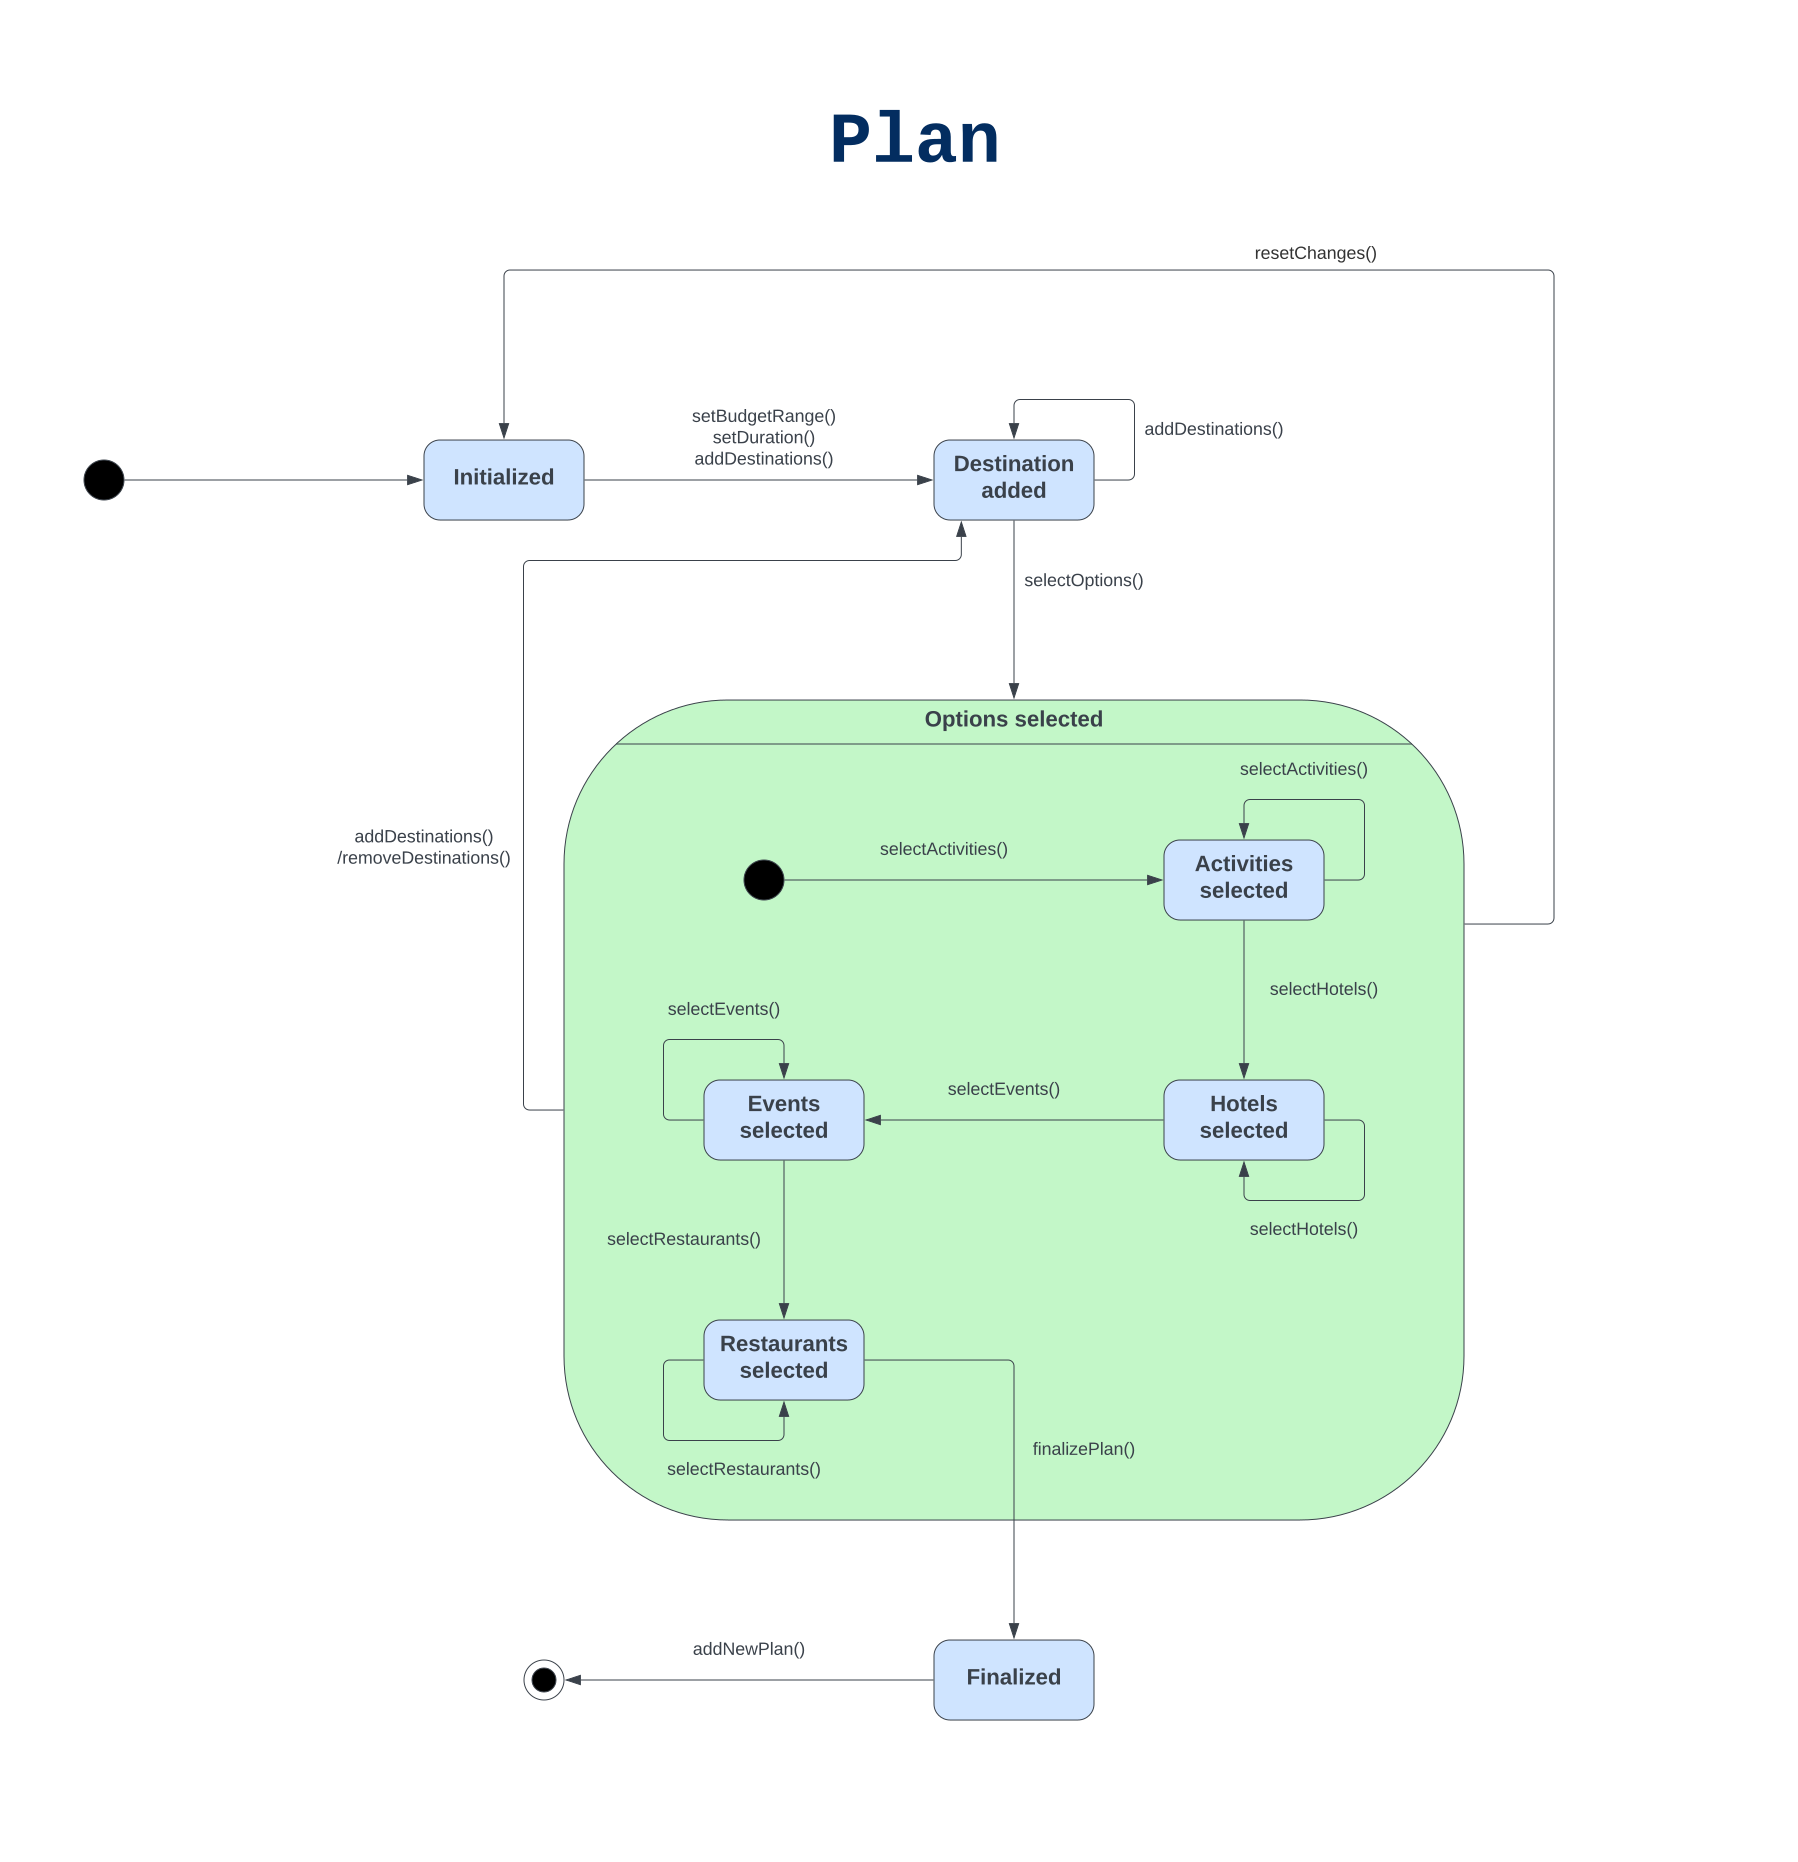 Plan
resetChanges()
setBudgetRange()
setDuration()
addDestinations()
addDestinations()
Initialized
Destination
added
selectOptions()
Options selected
selectActivities()
addDestinations()
/removeDestinations()
selectActivities()
Activities
selected
selectHotels()
selectEvents()
selectEvents()
Events
selected
Hotels
selected
selectRestaurants()
selectHotels()
Restaurants
selected
finalizePlan()
selectRestaurants()
addNewPlan()
Finalized